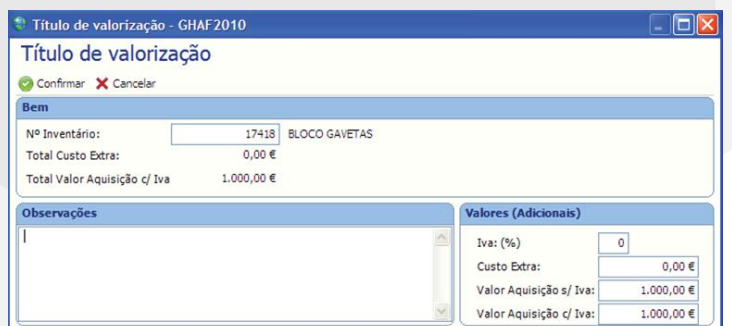 Título de valorização - GHAF2010
Título de valorização
Confirmar Cancelar
Bem
Nº Inventário: 17418 BLOCO GAVETAS
Total Custo Extra: 0,00 €
Total Valor Aquisição c/ Iva 1.000,00 €
Observações
Valores (Adicionais)
Iva: (%) 0
Custo Extra: 0,00 €
Valor Aquisição s/ Iva: 1.000,00 €
Valor Aquisição c/ Iva: 1.000,00 €